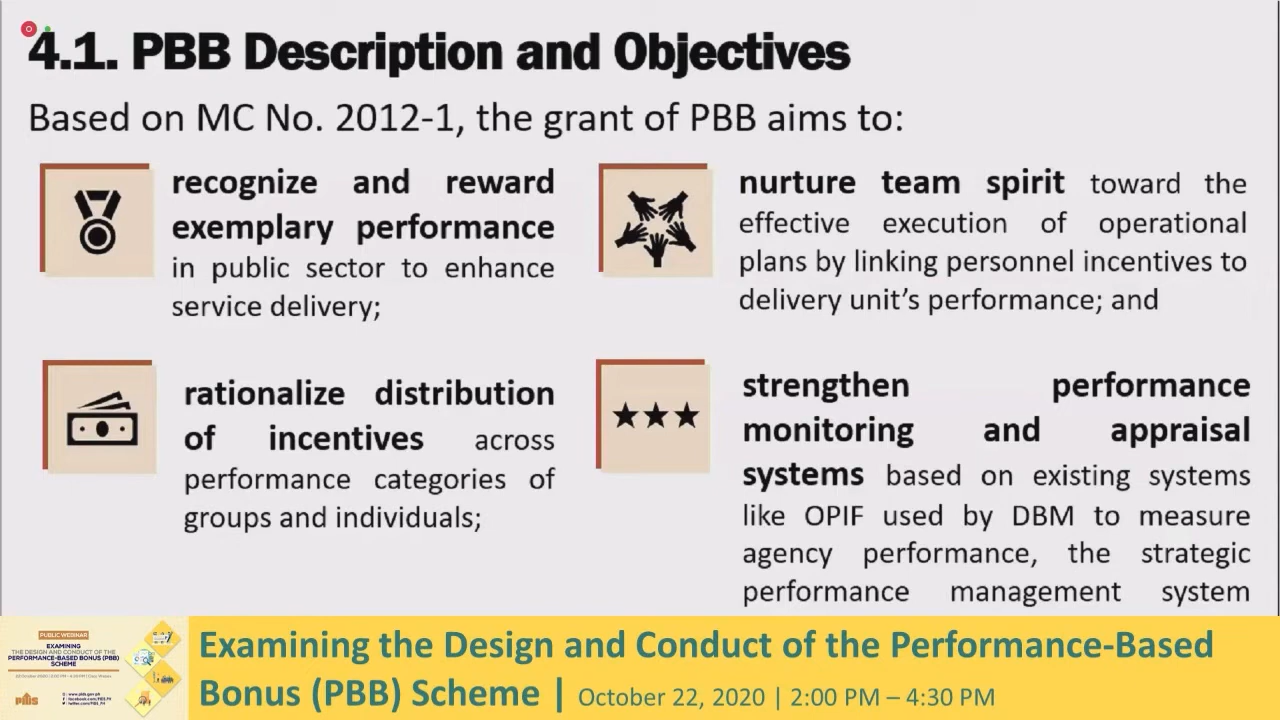 4.1. PBB Description and Objectives
Based on MC No. 2012-1, the grant of PBB aims to:
recognize and reward
exemplary performance
in public sector to enhance
service delivery;
nurture team spirit toward the
effective execution of operational
plans by linking personnel incentives to
delivery unit’s performance; and
rationalize distribution
of incentives across
performance categories of
groups and individuals;
strengthen performance
monitoring and appraisal
systems based on existing systems
like OPIF used by DBM to measure
agency performance, the strategic
performance management system
PUBLIC WEBINAR
EXAMINING
THE DESIGN AND CONDUCT OF THE
PERFORMANCE-BASED BONUS (PBB)
SCHEME
Examining the Design and Conduct of the Performance-Based
Bonus (PBB) Scheme | October 22, 2020 | 2:00 PM – 4:30 PM